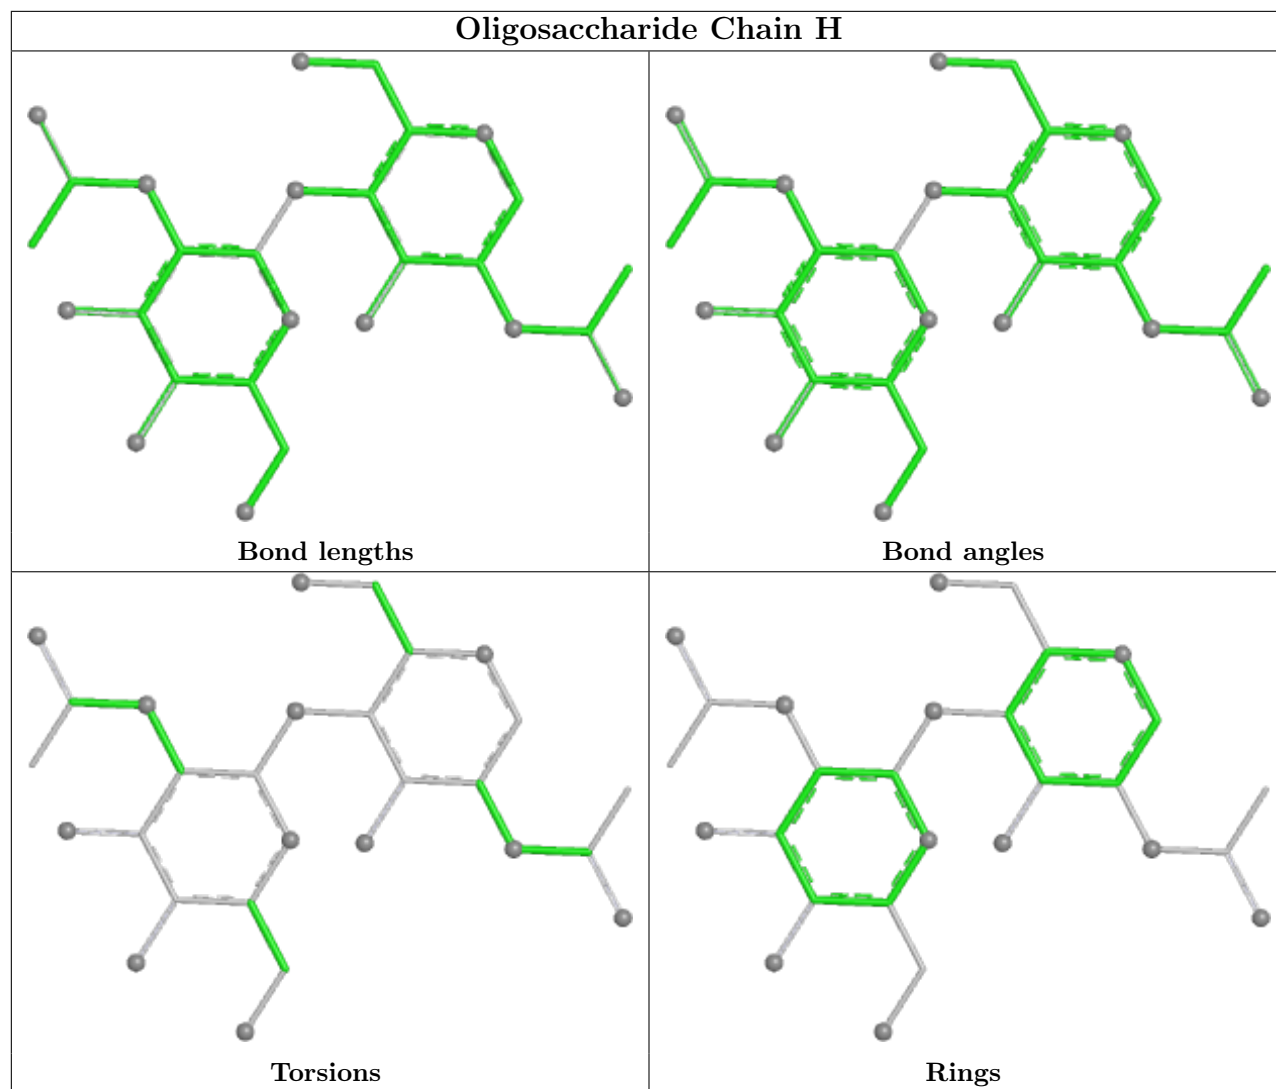 Oligosaccharide Chain H
Bond lengths
Bond angles
Torsions
Rings